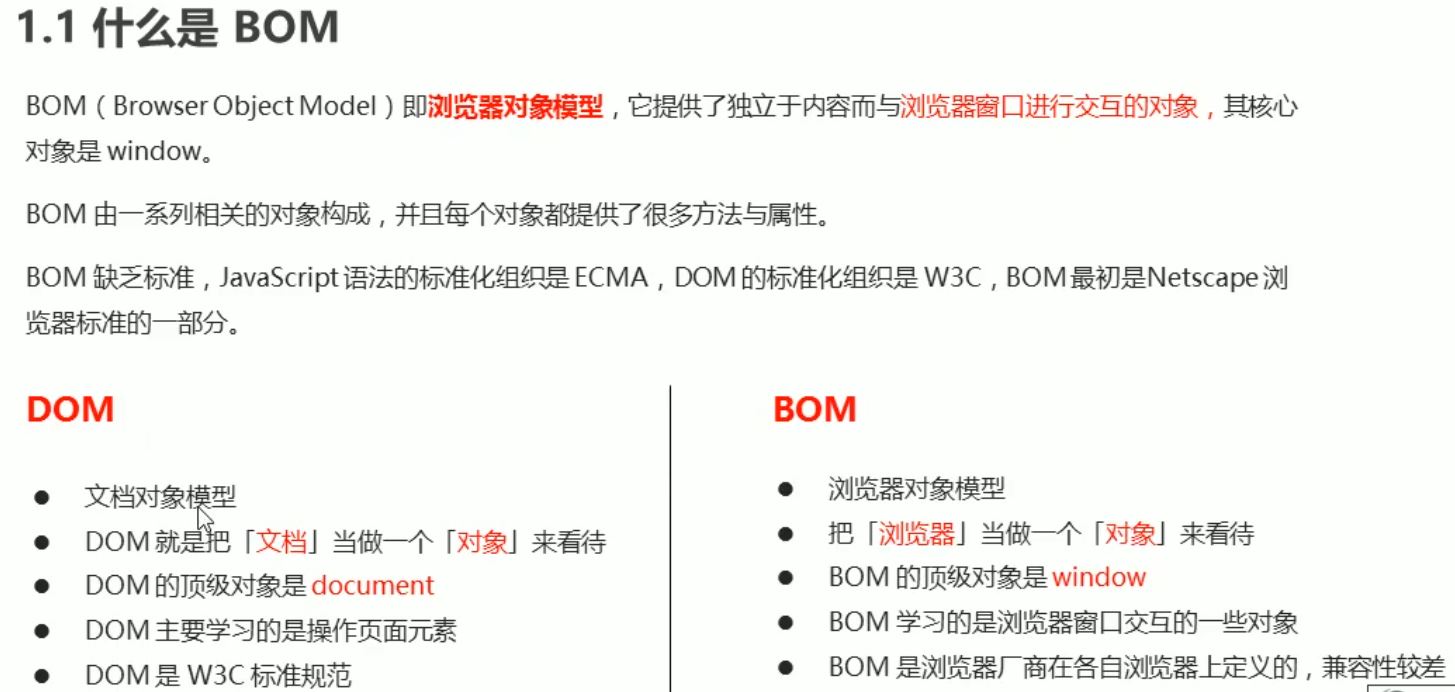 1.1 什么是 BOM
BOM（Browser Object Model）即浏览器对象模型，它提供了独立于内容而与浏览器窗口进行交互的对象，其核心
对象是 window。
BOM 由一系列相关的对象构成，并且每个对象都提供了很多方法与属性。
BOM 缺乏标准，JavaScript 语法的标准化组织是 ECMA，DOM 的标准化组织是 W3C，BOM 最初是Netscape 浏
览器标准的一部分。
DOM
● 文档对象模型
● DOM 就是把「文档」当做一个「对象」来看待
● DOM 的顶级对象是 document
● DOM 主要学习的是操作页面元素
● DOM 是 W3C 标准规范
BOM
● 浏览器对象模型
● 把「浏览器」当做一个「对象」来看待
● BOM 的顶级对象是 window
● BOM 学习的是浏览器窗口交互的一些对象
● BOM 是浏览器厂商在各自浏览器上定义的，兼容性较差